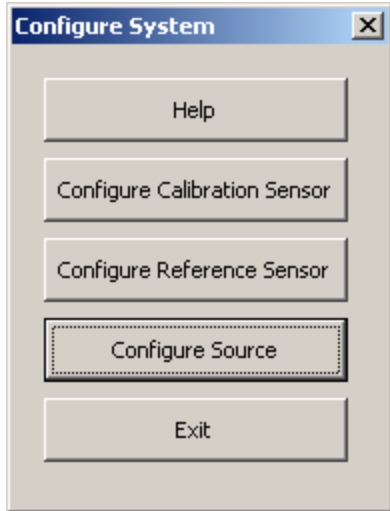 Configure System
Help
Configure Calibration Sensor
Configure Reference Sensor
Configure Source
Exit